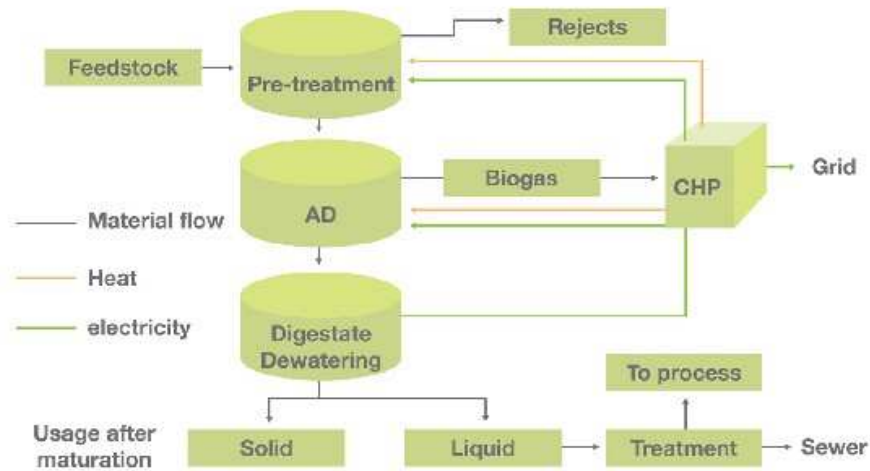 Rejects
Feedstock
Pre-treatment
Biogas
CHP
Grid
AD
Material flow
Heat
electricity
Digestate
Dewatering
To process
Usage after
maturation
Solid
Liquid
Treatment
Sewer